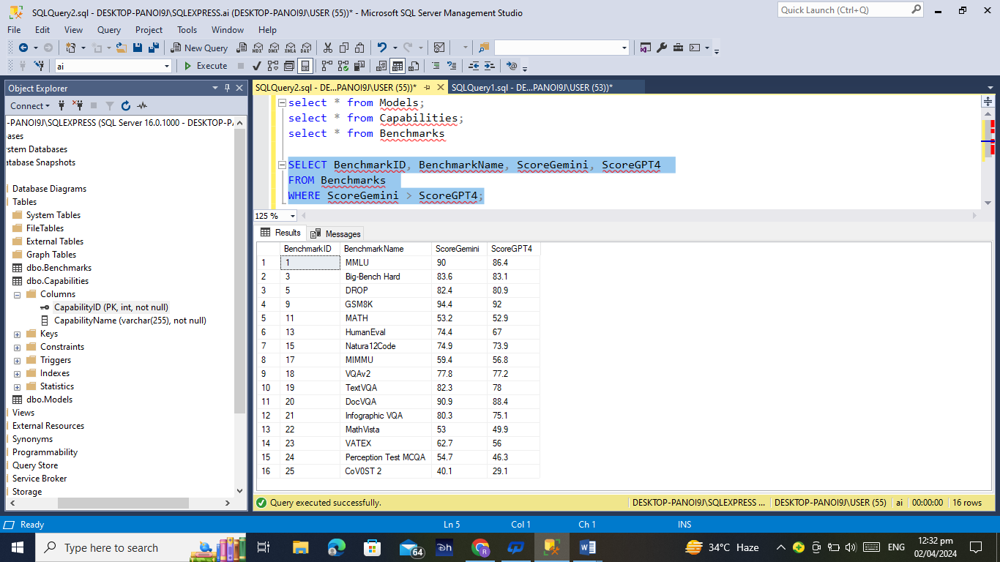 SQLQuery2.sql - DESKTOP-PANOI9J\SQLEXPRESS.ai (DESKTOP-PANOI9J\USER (55))* - Microsoft SQL Server Management Studio
Quick Launch (Ctrl+Q)
File Edit View Query Project Tools Window Help
New Query MDX DMX XMLA DAX
ai Execute
Object Explorer
Connect
-PANOI9J\SQLEXPRESS (SQL Server 16.0.1000 - DESKTOP-PA
ases
stem Databases
atabase Snapshots
Database Diagrams
Tables
System Tables
FileTables
External Tables
Graph Tables
dbo.Benchmarks
dbo.Capabilities
Columns
CapabilityID (PK, int, not null)
CapabilityName (varchar(255), not null)
Keys
Constraints
Triggers
Indexes
Statistics
dbo.Models
Views
External Resources
Synonyms
Programmability
Query Store
Service Broker
Storage
SQLQuery2.sql - DE...PANOI9J\USER (55))* SQLQuery1.sql - DE...PANOI9J\USER (53))*
select * from Models;
select * from Capabilities;
select * from Benchmarks
SELECT BenchmarkID, BenchmarkName, ScoreGemini, ScoreGPT4
FROM Benchmarks
WHERE ScoreGemini > ScoreGPT4;
125 %
Results Messages
BenchmarkID BenchmarkName ScoreGemini ScoreGPT4
1 1 MMLU 90 86.4
2 3 Big-Bench Hard 83.6 83.1
3 5 DROP 82.4 80.9
4 9 GSM8K 94.4 92
5 11 MATH 53.2 52.9
6 13 HumanEval 74.4 67
7 15 Natura12Code 74.9 73.9
8 17 MIMMU 59.4 56.8
9 18 VQAv2 77.8 77.2
10 19 TextVQA 82.3 78
11 20 DocVQA 90.9 88.4
12 21 Infographic VQA 80.3 75.1
13 22 MathVista 53 49.9
14 23 VATEX 62.7 56
15 24 Perception Test MCQA 54.7 46.3
16 25 CoV0ST 2 40.1 29.1
Query executed successfully. DESKTOP-PANOI9J\SQLEXPRESS ... DESKTOP-PANOI9J\USER (55) ai 00:00:00 16 rows
Ready Ln 5 Col 1 Ch 1 INS
Type here to search 64 R W 34°C Haze ENG 12:32 pm
02/04/2024